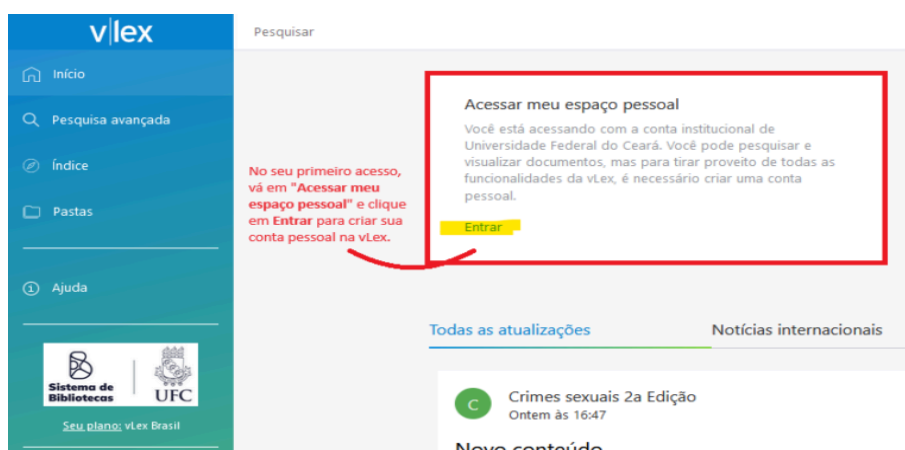 v|lex
Pesquisar
Início
Pesquisa avançada
Índice
Pastas
Ajuda
Sistema de
Bibliotecas
UFC
Seu plano: vLex Brasil
No seu primeiro acesso,
vá em "Acessar meu
espaço pessoal" e clique
em Entrar para criar sua
conta pessoal na vLex.
Acessar meu espaço pessoal
Você está acessando com a conta institucional de
Universidade Federal do Ceará. Você pode pesquisar e
visualizar documentos, mas para tirar proveito de todas as
funcionalidades da vLex, é necessário criar uma conta
pessoal.
Entrar
Todas as atualizações
Notícias internacionais
C
Crimes sexuais 2a Edição
Ontem às 16:47
Novo conteúdo